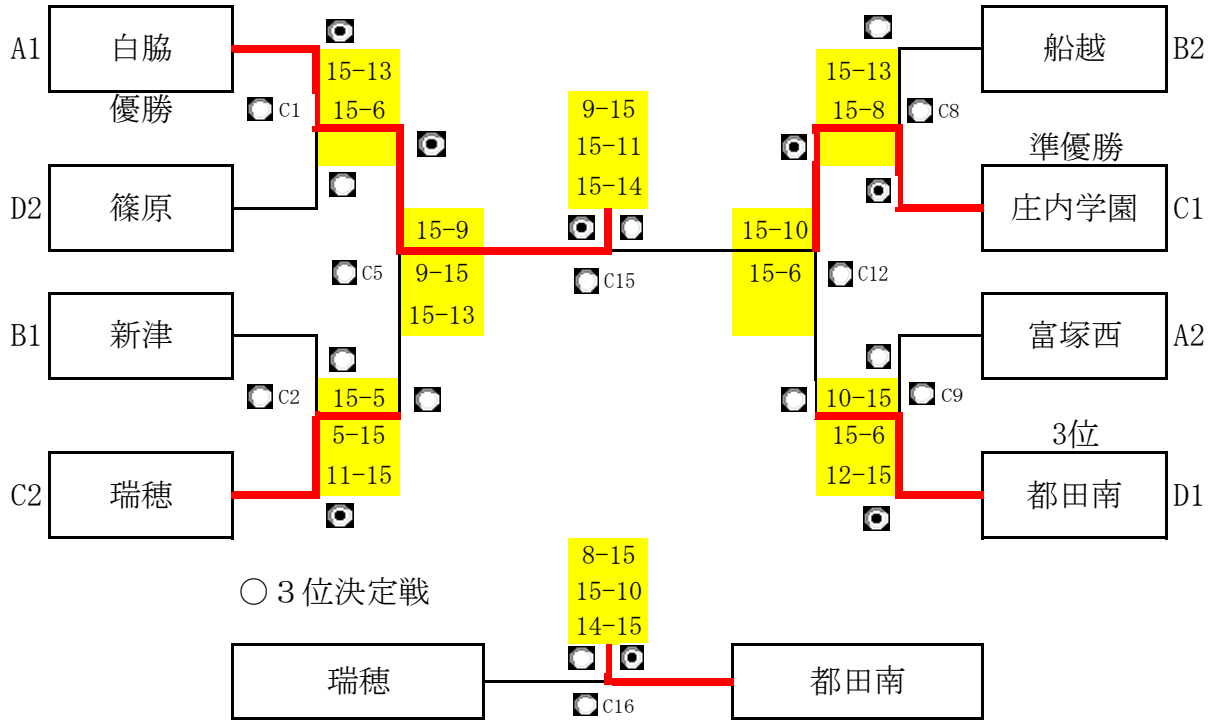 A1 白脇
優勝
C1
15-13
15-6
D2 篠原
B1 新津
C2
15-5
5-15
11-15
C2 瑞穂
C5
15-9
9-15
15-13
9-15
15-11
15-14
C15
船越 B2
15-13
15-8
C8
準優勝
庄内学園 C1
15-10
15-6
C12
富塚西 A2
10-15
15-6
12-15
C9
3位
都田南 D1
○３位決定戦
8-15
15-10
14-15
瑞穂
都田南
C16